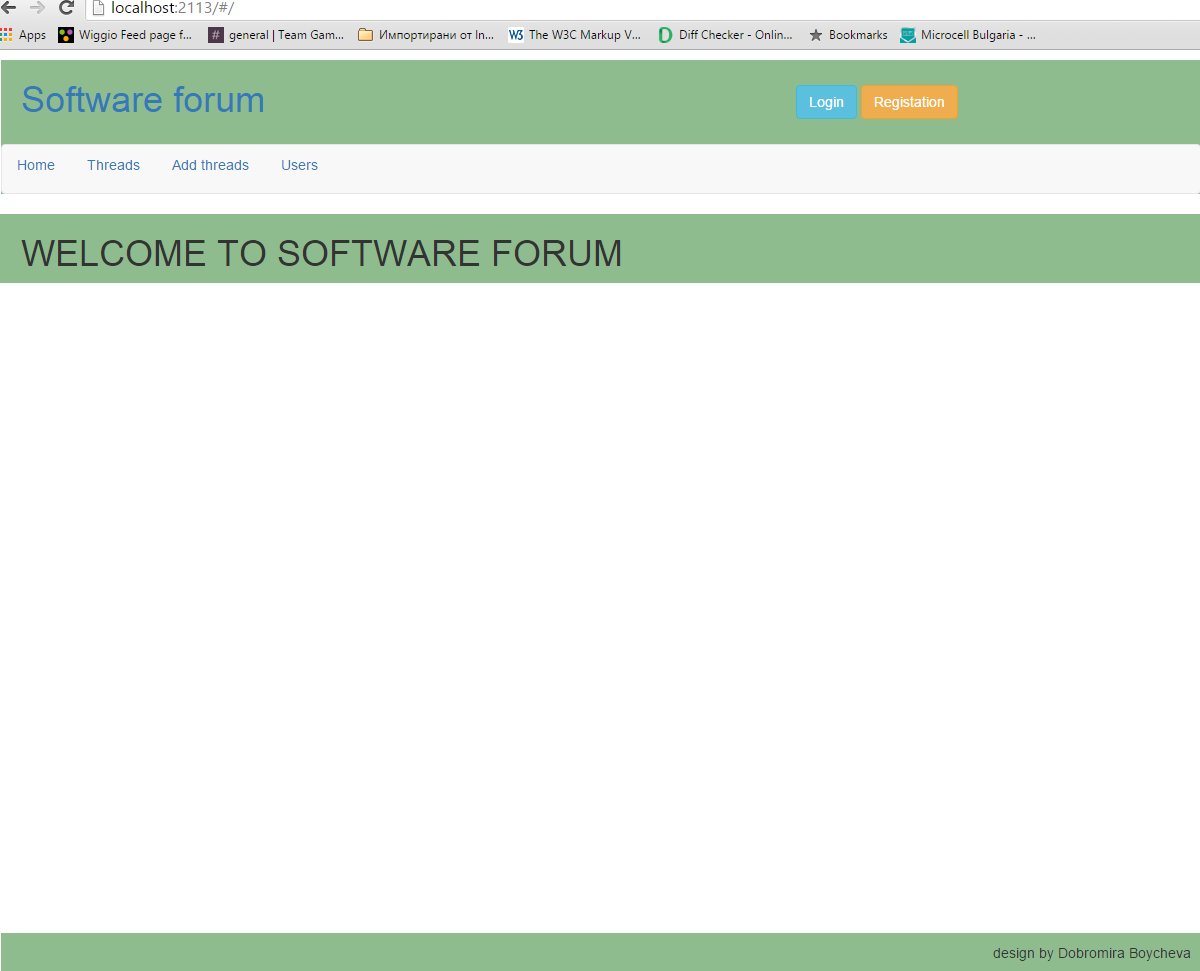 localhost:2113/#/
Apps Wiggio Feed page f... # general | Team Gam... Импортирани от In... W3 The W3C Markup V... D Diff Checker - Onlin... Bookmarks Microcell Bulgaria - ...
Software forum Login Registation
Home Threads Add threads Users
WELCOME TO SOFTWARE FORUM
design by Dobromira Boycheva